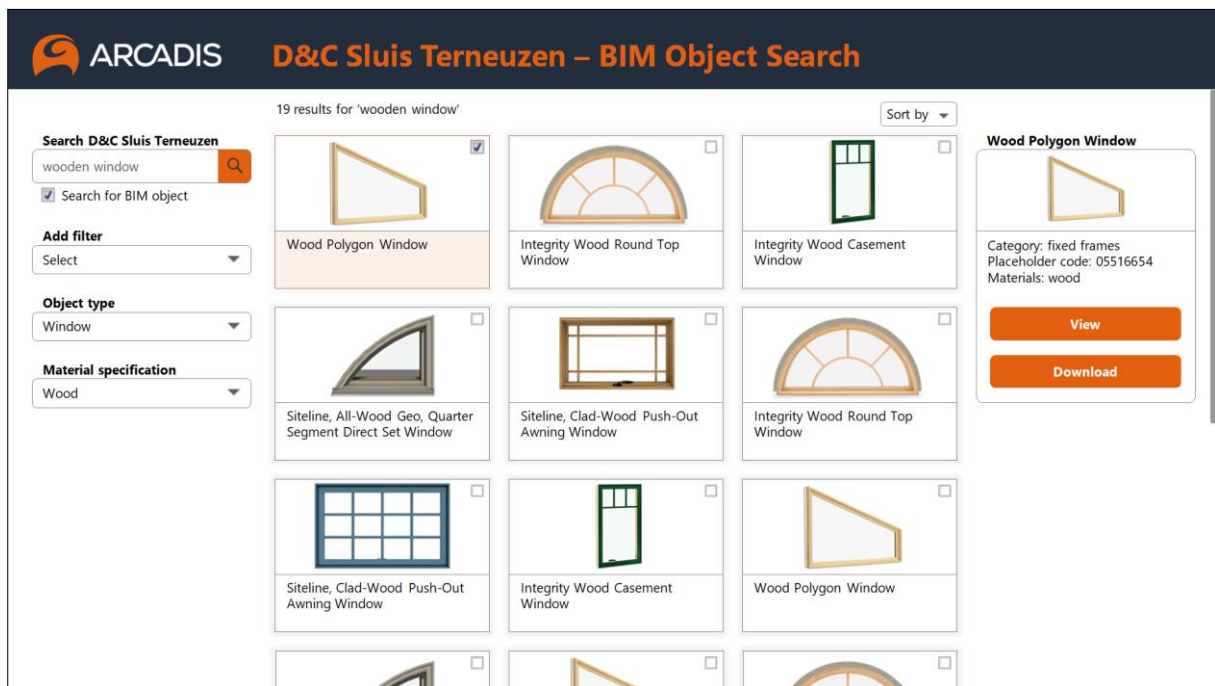 ARCADIS
D&C Sluis Terneuzen – BIM Object Search
Search D&C Sluis Terneuzen
wooden window
Search for BIM object
Add filter
Select
Object type
Window
Material specification
Wood
19 results for 'wooden window'
Sort by
Wood Polygon Window
Integrity Wood Round Top
Window
Integrity Wood Casement
Window
Siteline, All-Wood Geo, Quarter
Segment Direct Set Window
Siteline, Clad-Wood Push-Out
Awning Window
Integrity Wood Round Top
Window
Siteline, Clad-Wood Push-Out
Awning Window
Integrity Wood Casement
Window
Wood Polygon Window
Wood Polygon Window
Category: fixed frames
Placeholder code: 05516654
Materials: wood
View
Download